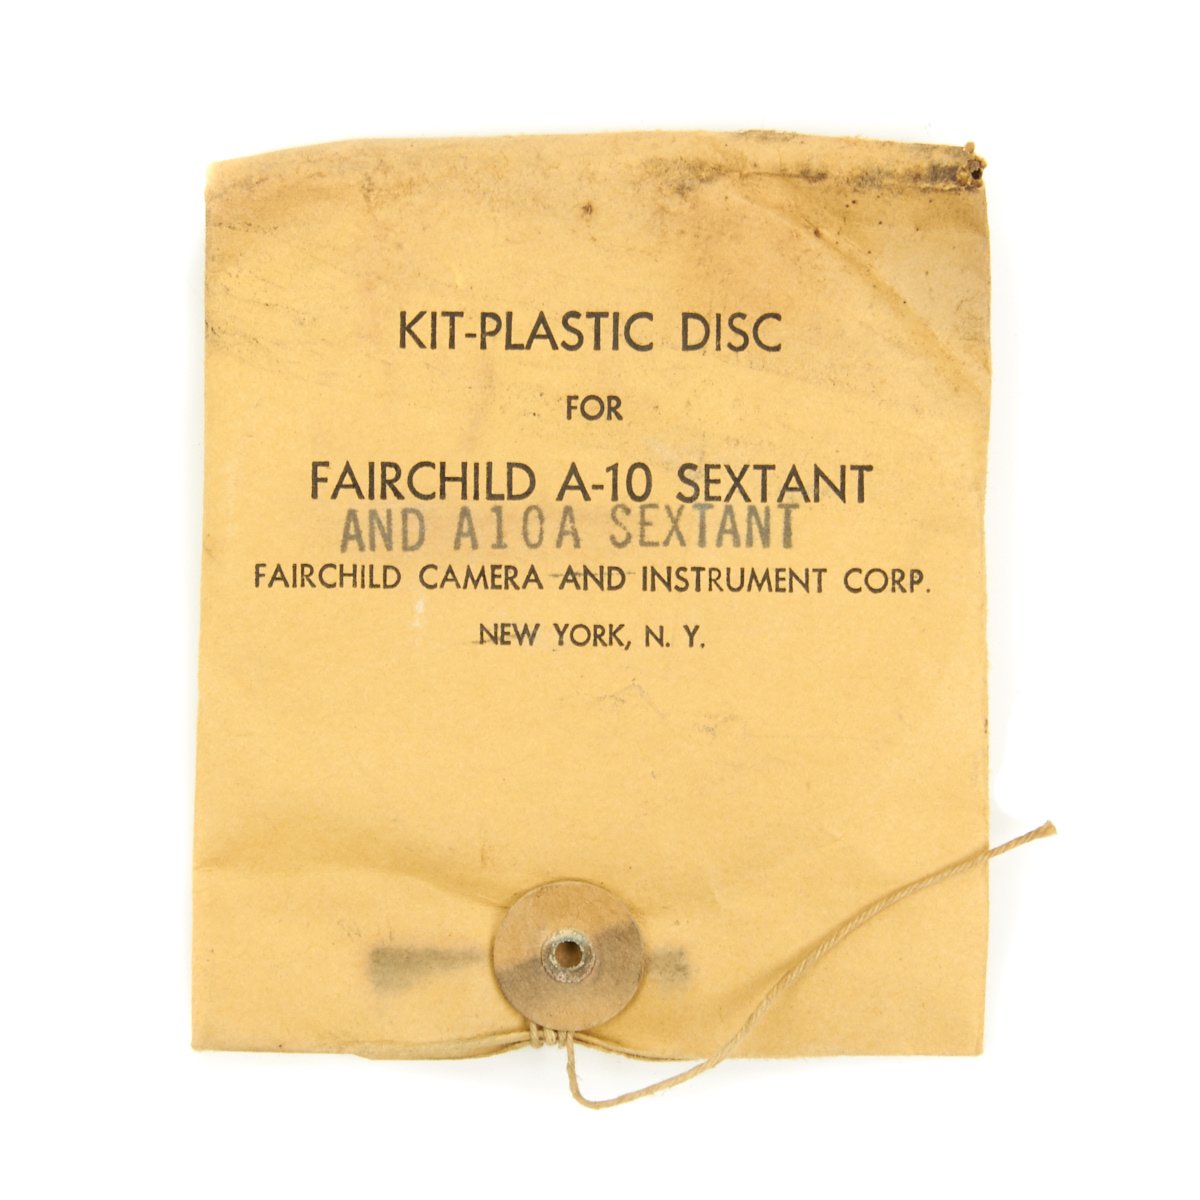 KIT-PLASTIC DISC
FOR
FAIRCHILD A-10 SEXTANT
AND A10A SEXTANT
FAIRCHILD CAMERA AND INSTRUMENT CORP.
NEW YORK, N. Y.